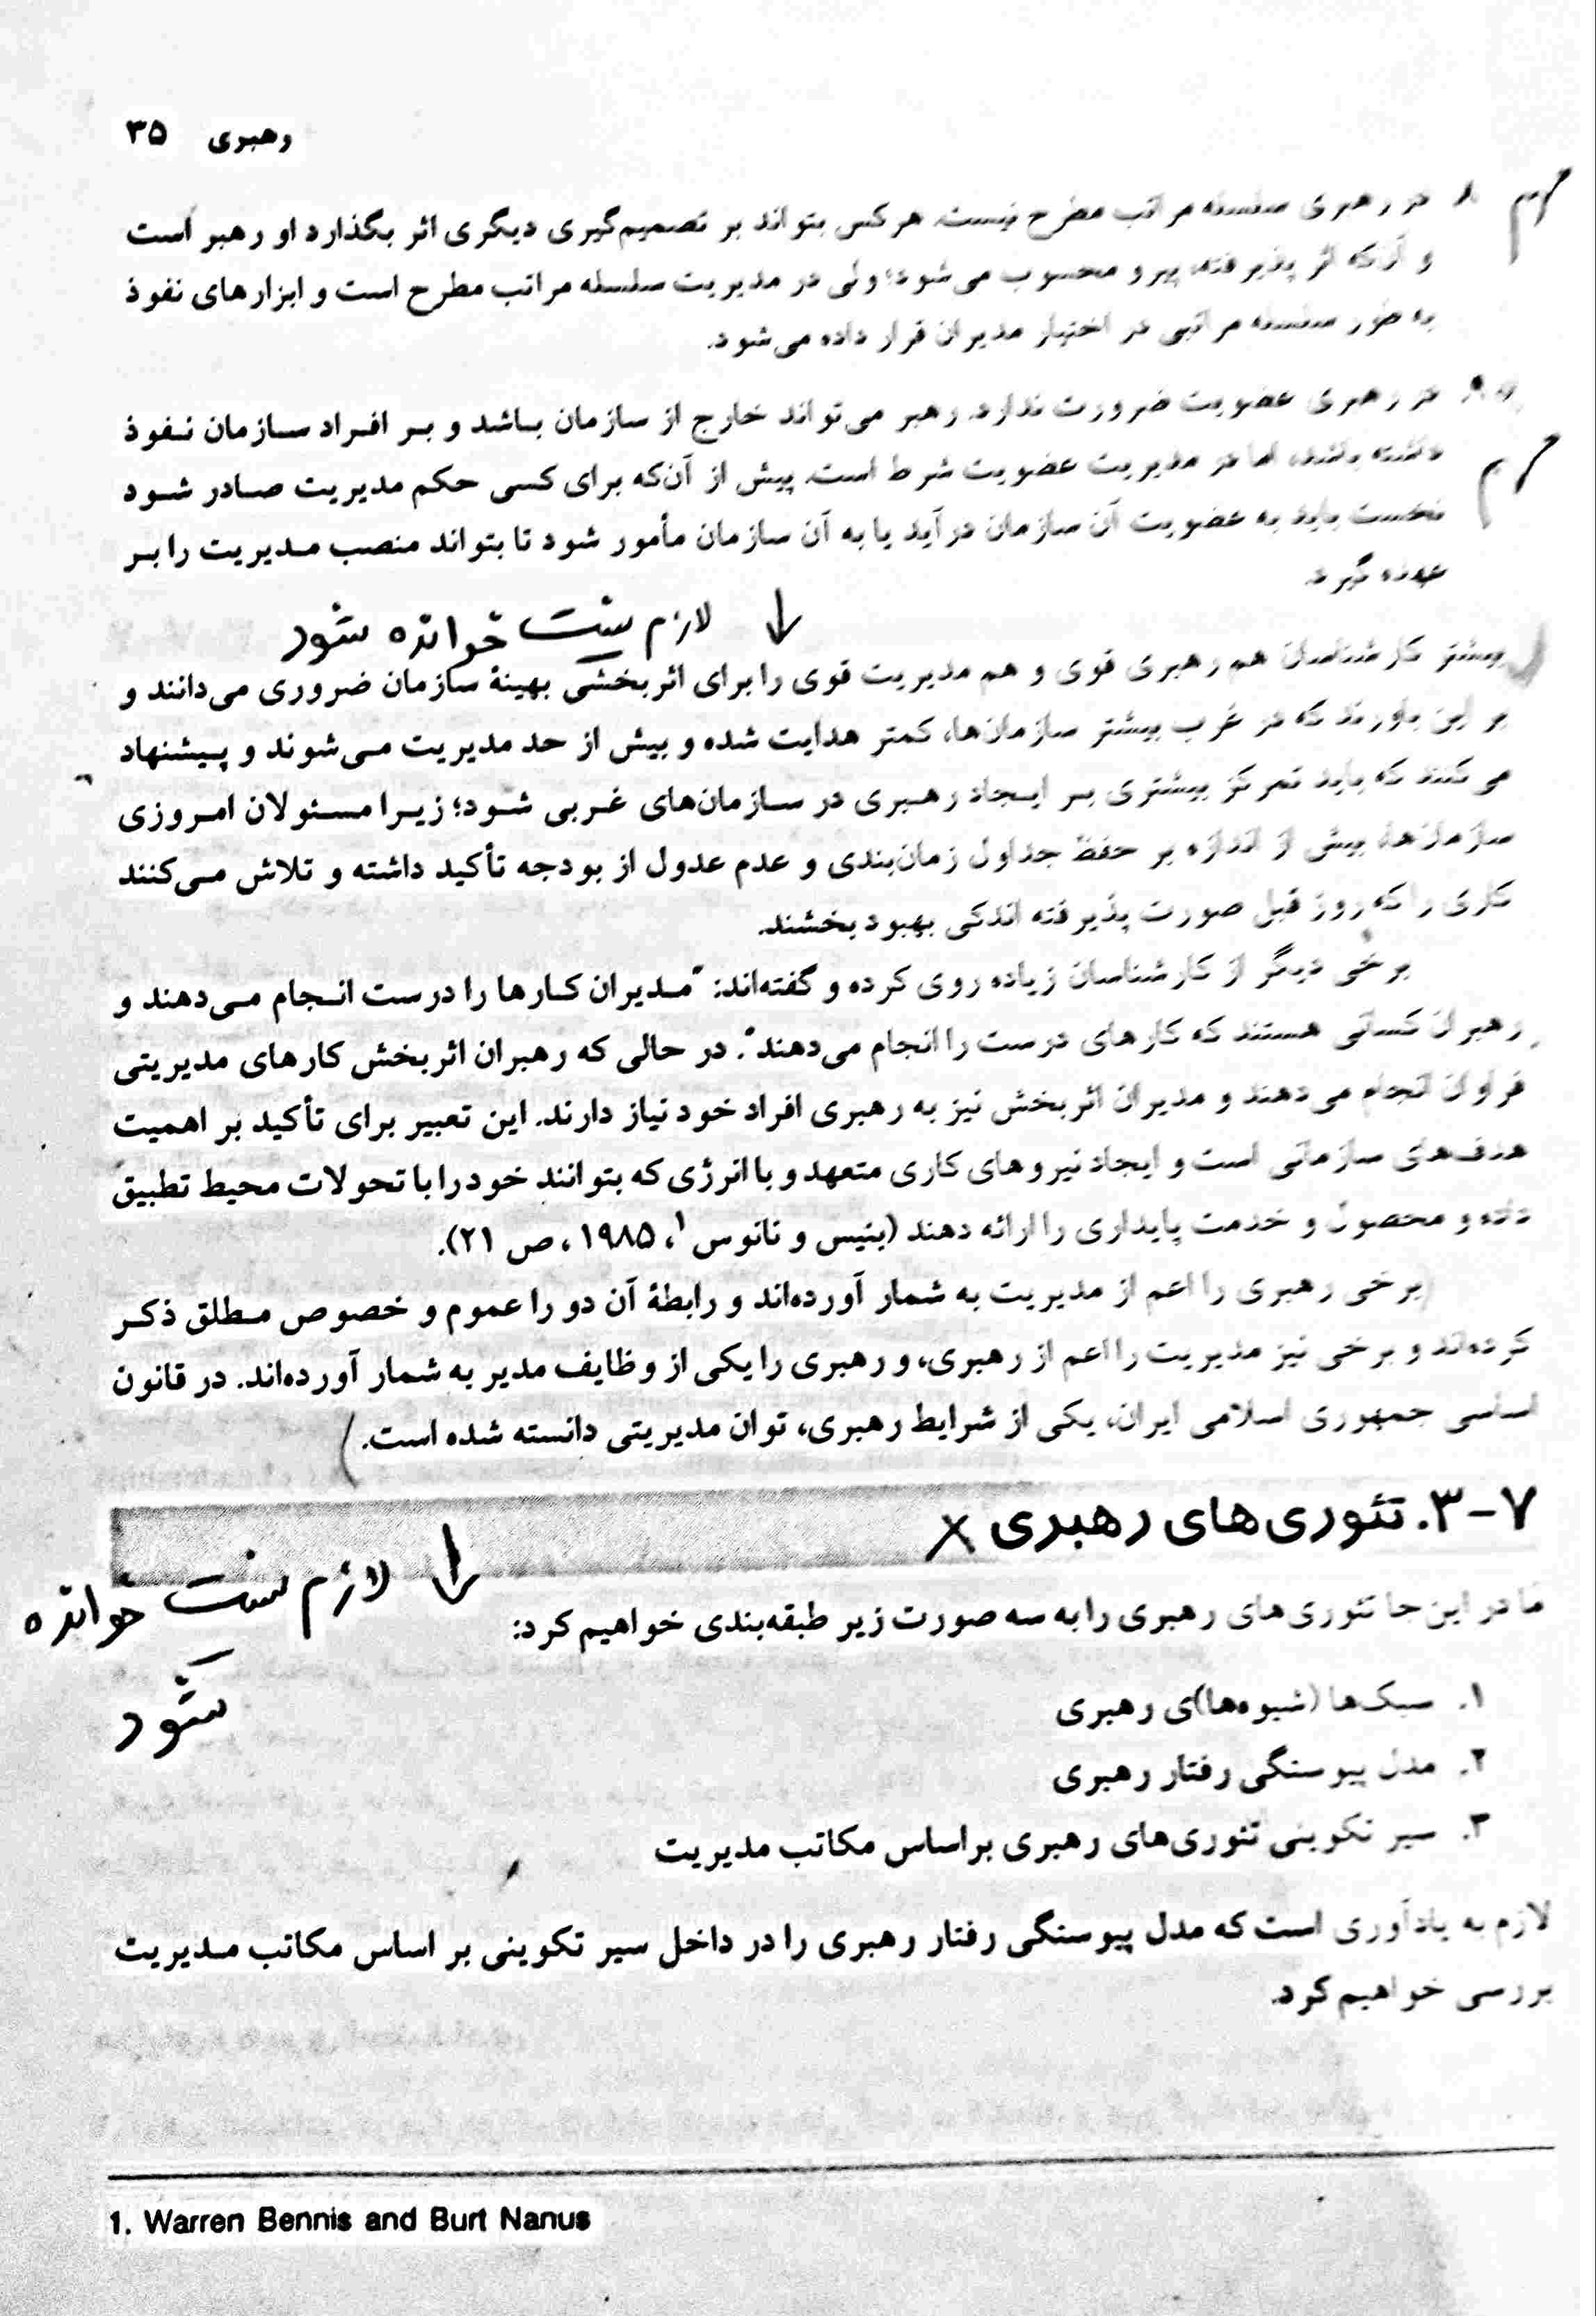 رهبری ۳۵
۸. در رهبری سلسله مراتب مطرح نیست. هر کس بتواند بر تصمیم‌گیری دیگری اثر بگذارد او رهبر است
و آن‌که اثر پذیرفته، پیرو محسوب می‌شود؛ ولی در مدیریت سلسله مراتب مطرح است و ابزارهای نفوذ
به طور سلسله مراتبی در اختیار مدیران قرار داده می‌شود.
۹. در رهبری عضویت ضرورت ندارد. رهبر می‌تواند خارج از سازمان باشد و بر افراد سازمان نفوذ
داشته باشد، اما در مدیریت عضویت شرط است. پیش از آن‌که برای کسی حکم مدیریت صادر شود
نخست باید به عضویت آن سازمان درآید یا به آن سازمان مأمور شود تا بتواند منصب مدیریت را بر
عهده گیرد.
↓ لازم نیست خوانده شود
بیشتر کارشناسان هم رهبری قوی و هم مدیریت قوی را برای اثربخشی بهینهٔ سازمان ضروری می‌دانند و
بر این باورند که در غرب بیشتر سازمان‌ها، کمتر هدایت شده و بیش از حد مدیریت می‌شوند و پیشنهاد
می‌کنند که باید تمرکز بیشتری بر ایجاد رهبری در سازمان‌های غربی شود؛ زیرا مسئولان امروزی
سازمان‌ها، بیش از اندازه بر حفظ جداول زمان‌بندی و عدم عدول از بودجه تأکید داشته و تلاش می‌کنند
کاری را که روز قبل صورت پذیرفته اندکی بهبود بخشند.
برخی دیگر از کارشناسان زیاده روی کرده و گفته‌اند: "مدیران کارها را درست انجام می‌دهند و
رهبران کسانی هستند که کارهای درست را انجام می‌دهند". در حالی که رهبران اثربخش کارهای مدیریتی
فراوان انجام می‌دهند و مدیران اثربخش نیز به رهبری افراد خود نیاز دارند. این تعبیر برای تأکید بر اهمیت
هدف‌های سازمانی است و ایجاد نیروهای کاری متعهد و با انرژی که بتوانند خود را با تحولات محیط تطبیق
داده و محصول و خدمت پایداری را ارائه دهند (بنیس و نانوس۱، ۱۹۸۵، ص ۲۱).
(برخی رهبری را اعم از مدیریت به شمار آورده‌اند و رابطهٔ آن دو را عموم و خصوص مطلق ذکر
کرده‌اند و برخی نیز مدیریت را اعم از رهبری، و رهبری را یکی از وظایف مدیر به شمار آورده‌اند. در قانون
اساسی جمهوری اسلامی ایران، یکی از شرایط رهبری، توان مدیریتی دانسته شده است.)
۳-۷. تئوری‌های رهبری ×
↓ لازم نیست خوانده
شود
ما در این‌جا تئوری‌های رهبری را به سه صورت زیر طبقه‌بندی خواهیم کرد:
۱. سبک‌ها (شیوه‌ها)ی رهبری
۲. مدل پیوستگی رفتار رهبری
۳. سیر تکوینی تئوری‌های رهبری براساس مکاتب مدیریت
لازم به یادآوری است که مدل پیوستگی رفتار رهبری را در داخل سیر تکوینی بر اساس مکاتب مدیریت
بررسی خواهیم کرد.
1. Warren Bennis and Burt Nanus